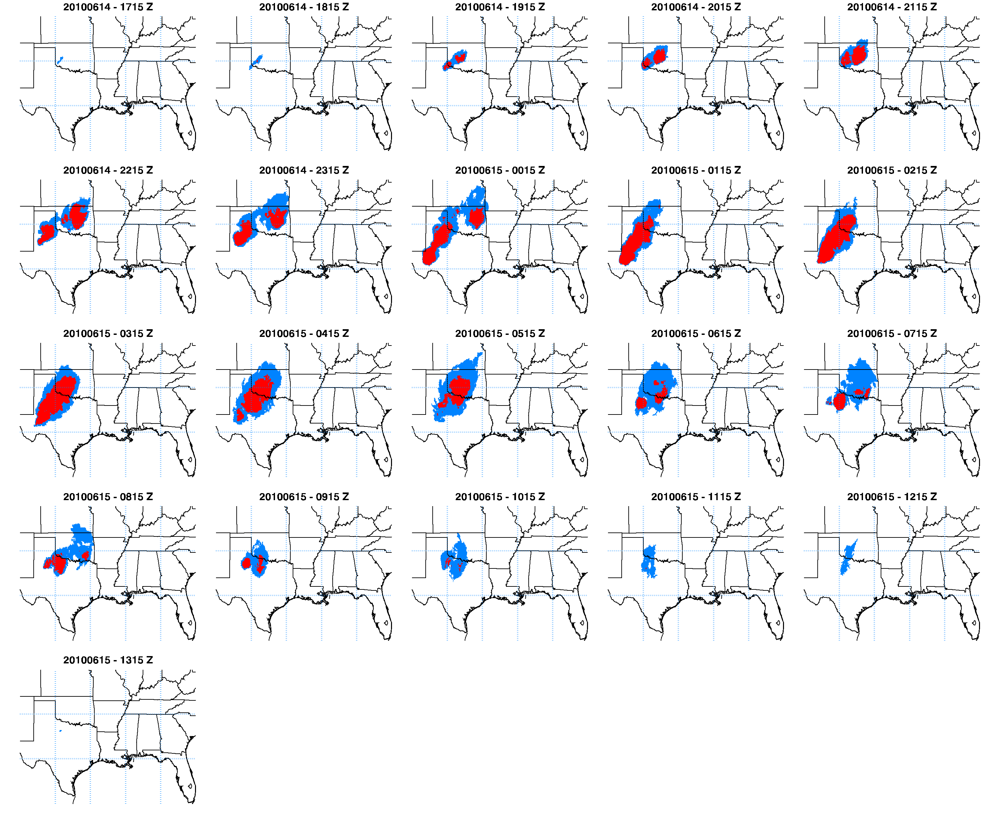 20100614 - 1715 Z
20100614 - 1815 Z
20100614 - 1915 Z
20100614 - 2015 Z
20100614 - 2115 Z
20100614 - 2215 Z
20100614 - 2315 Z
20100615 - 0015 Z
20100615 - 0115 Z
20100615 - 0215 Z
20100615 - 0315 Z
20100615 - 0415 Z
20100615 - 0515 Z
20100615 - 0615 Z
20100615 - 0715 Z
20100615 - 0815 Z
20100615 - 0915 Z
20100615 - 1015 Z
20100615 - 1115 Z
20100615 - 1215 Z
20100615 - 1315 Z